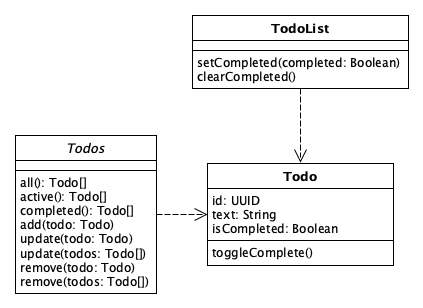 TodoList
setCompleted(completed: Boolean)
clearCompleted()
Todos
all(): Todo[]
active(): Todo[]
completed(): Todo[]
add(todo: Todo)
update(todo: Todo)
update(todos: Todo[])
remove(todo: Todo)
remove(todos: Todo[])
Todo
id: UUID
text: String
isCompleted: Boolean
toggleComplete()